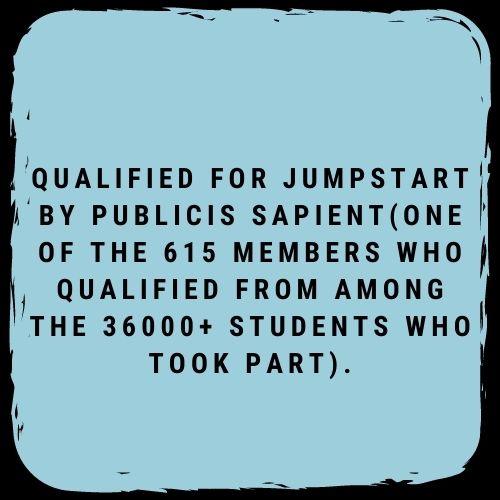 QUALIFIED FOR JUMPSTART
BY PUBLICIS SAPIENT(ONE
OF THE 615 MEMBERS WHO
QUALIFIED FROM AMONG
THE 36000+ STUDENTS WHO
TOOK PART).